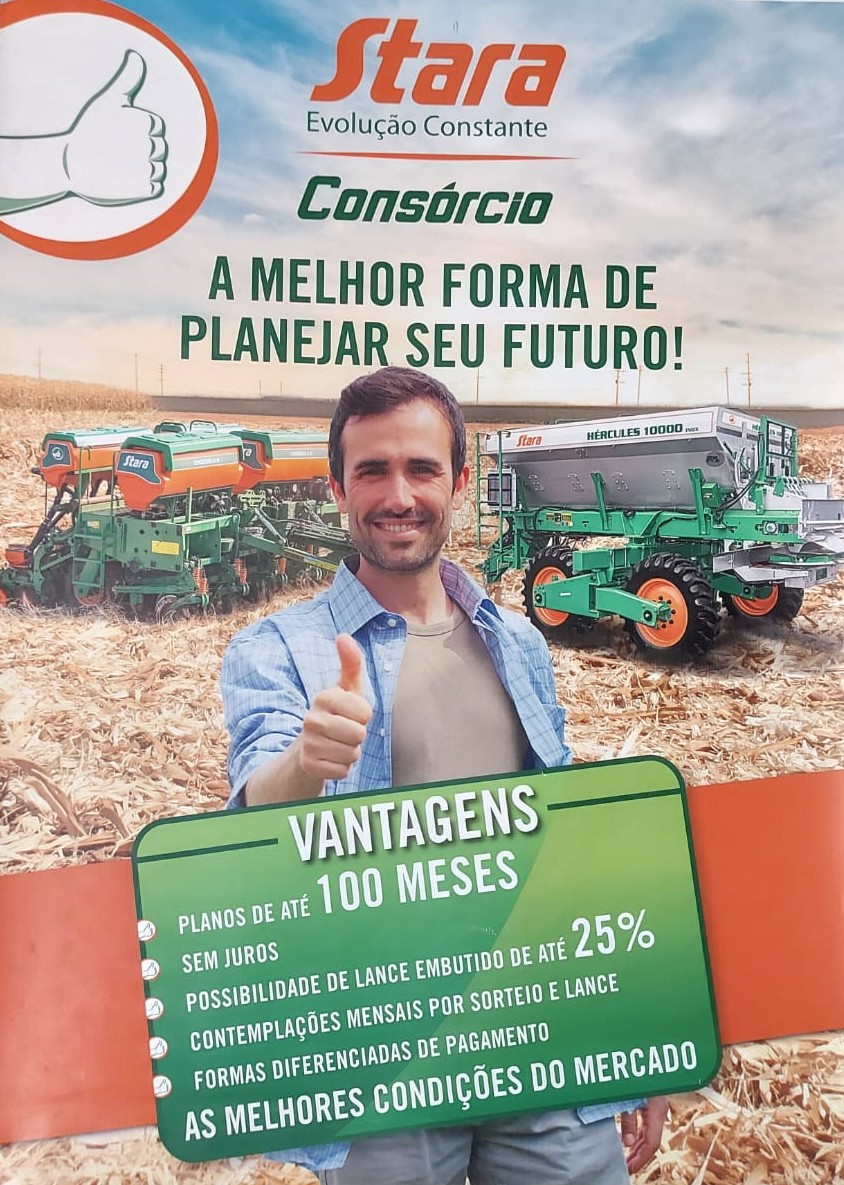 Stara
Evolução Constante
Consórcio
A MELHOR FORMA DE
PLANEJAR SEU FUTURO!
Stara
Stara
HÉRCULES 10000 INOX
VANTAGENS
PLANOS DE ATÉ 100 MESES
SEM JUROS
POSSIBILIDADE DE LANCE EMBUTIDO DE ATÉ 25%
CONTEMPLAÇÕES MENSAIS POR SORTEIO E LANCE
FORMAS DIFERENCIADAS DE PAGAMENTO
AS MELHORES CONDIÇÕES DO MERCADO